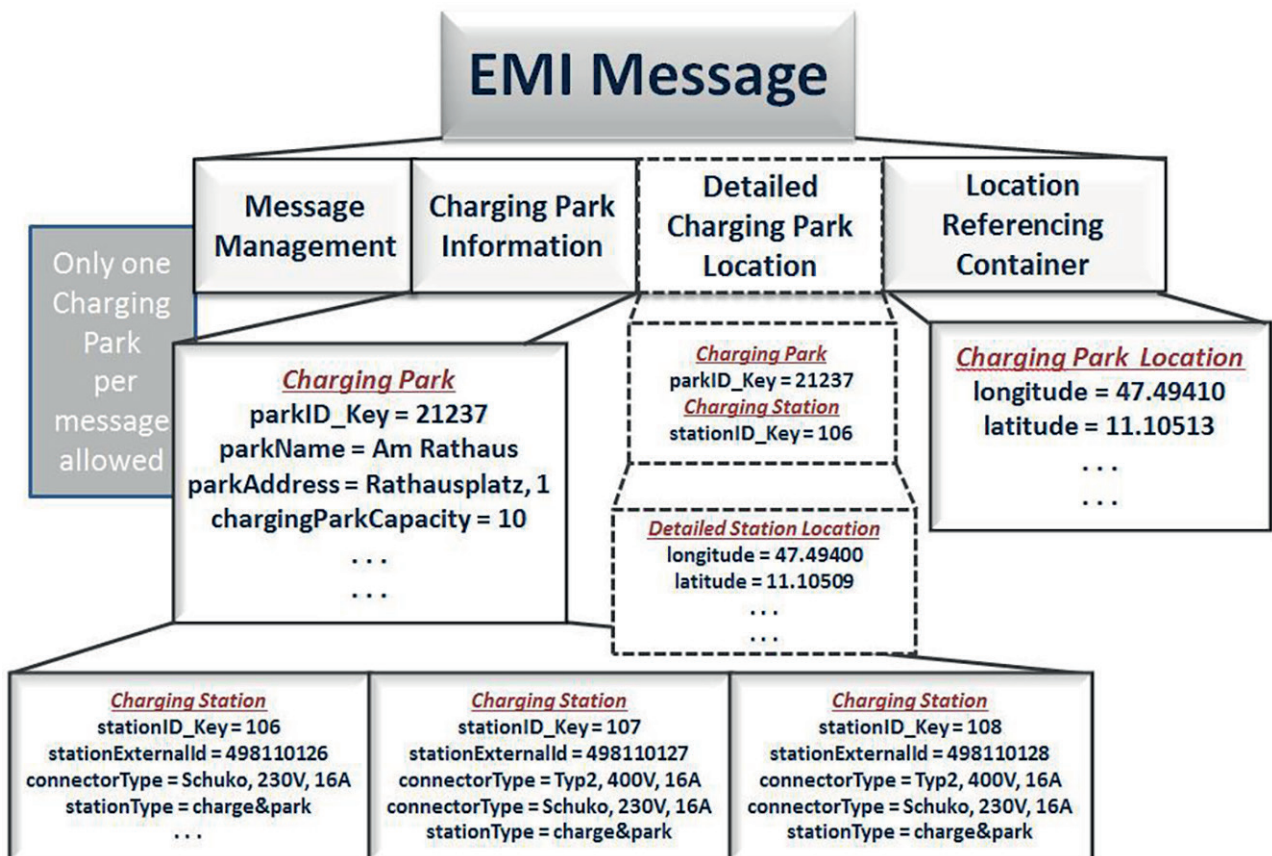 EMI Message
Message
Management
Charging Park
Information
Detailed
Charging Park
Location
Location
Referencing
Container
Only one
Charging
Park
per
message
allowed
Charging Park
parkID_Key = 21237
parkName = Am Rathaus
parkAddress = Rathausplatz, 1
chargingParkCapacity = 10
. . .
. . .
Charging Park
parkID_Key = 21237
Charging Station
stationID_Key = 106
Detailed Station Location
longitude = 47.49400
latitude = 11.10509
. . .
. . .
Charging Park Location
longitude = 47.49410
latitude = 11.10513
. . .
. . .
Charging Station
stationID_Key = 106
stationExternalId = 498110126
connectorType = Schuko, 230V, 16A
stationType = charge&park
. . .
Charging Station
stationID_Key = 107
stationExternalId = 498110127
connectorType = Typ2, 400V, 16A
connectorType = Schuko, 230V, 16A
stationType = charge&park
Charging Station
stationID_Key = 108
stationExternalId = 498110128
connectorType = Typ2, 400V, 16A
connectorType = Schuko, 230V, 16A
stationType = charge&park